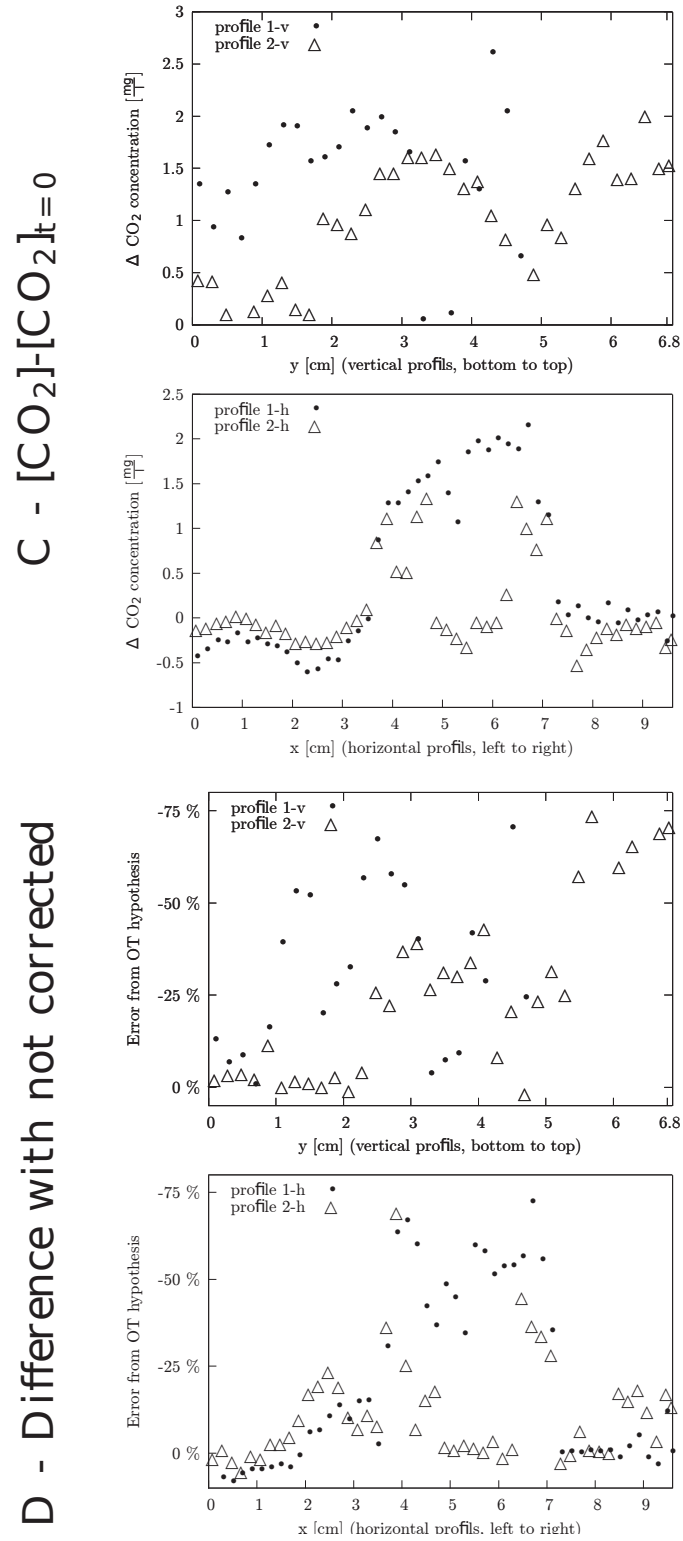 C - [CO₂]-[CO₂]t=0
profile 1-v
profile 2-v
Δ CO₂ concentration [mg/l]
3
2.5
2
1.5
1
0.5
0
0 1 2 3 4 5 6 6.8
y [cm] (vertical profils, bottom to top)
profile 1-h
profile 2-h
Δ CO₂ concentration [mg/l]
2.5
2
1.5
1
0.5
0
-0.5
-1
0 1 2 3 4 5 6 7 8 9
x [cm] (horizontal profils, left to right)
D - Difference with not corrected
profile 1-v
profile 2-v
Error from OT hypothesis
-75 %
-50 %
-25 %
0 %
0 1 2 3 4 5 6 6.8
y [cm] (vertical profils, bottom to top)
profile 1-h
profile 2-h
Error from OT hypothesis
-75 %
-50 %
-25 %
0 %
0 1 2 3 4 5 6 7 8 9
x [cm] (horizontal profils, left to right)